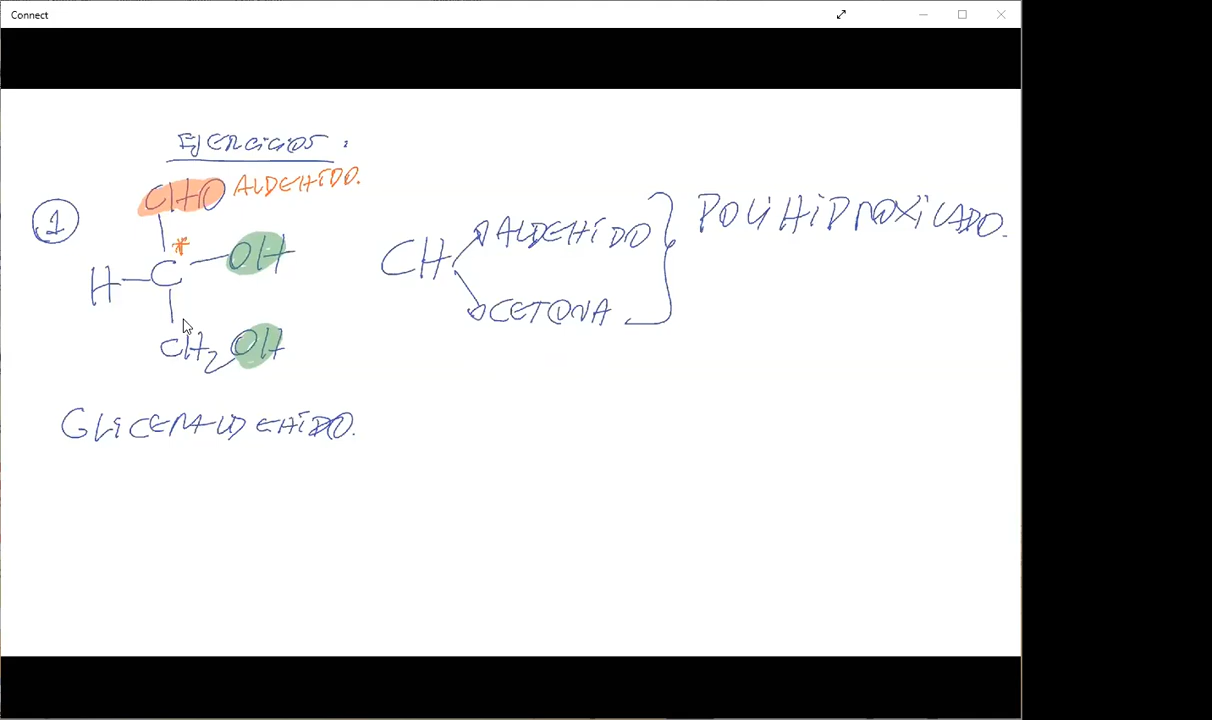 Connect
EJERCICIOS:
CHO ALDEHIDO.
1
*
H-C-OH
CH2OH
GLICERALDEHIDO.
CH
ALDEHIDO
CETONA
POLIHIDROXILADO.